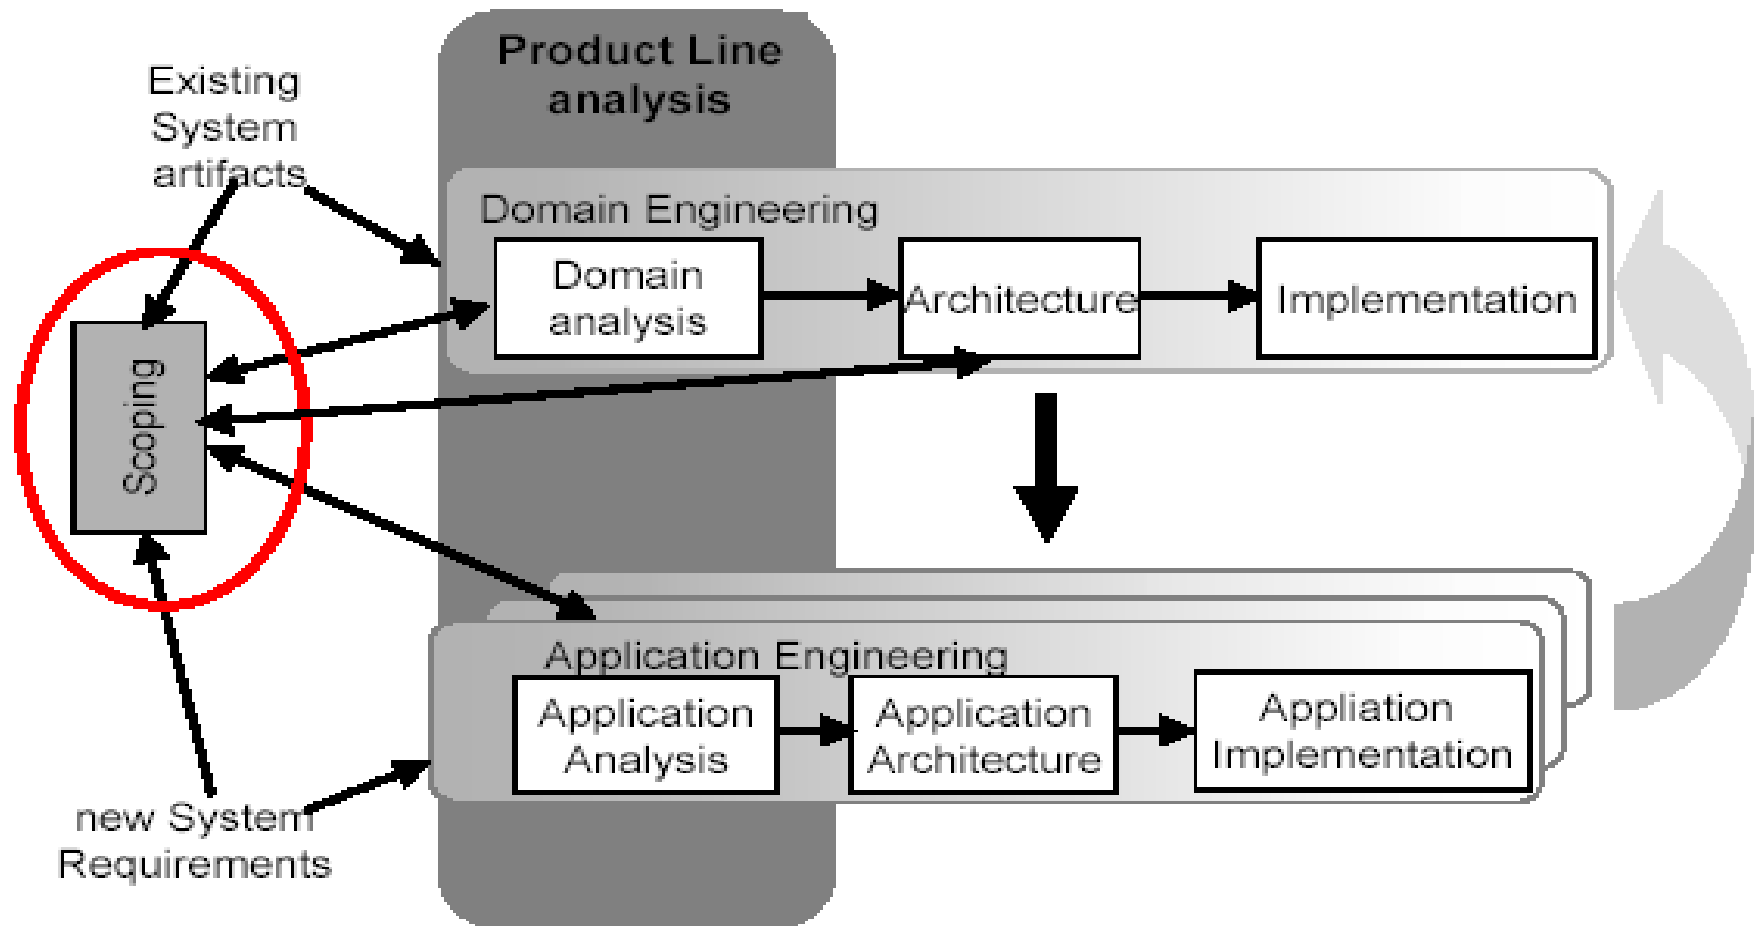 Product Line
analysis
Existing
System
artifacts
Domain Engineering
Domain
analysis
Architecture
Implementation
Scoping
Application Engineering
Application
Analysis
Application
Architecture
Appliation
Implementation
new System
Requirements